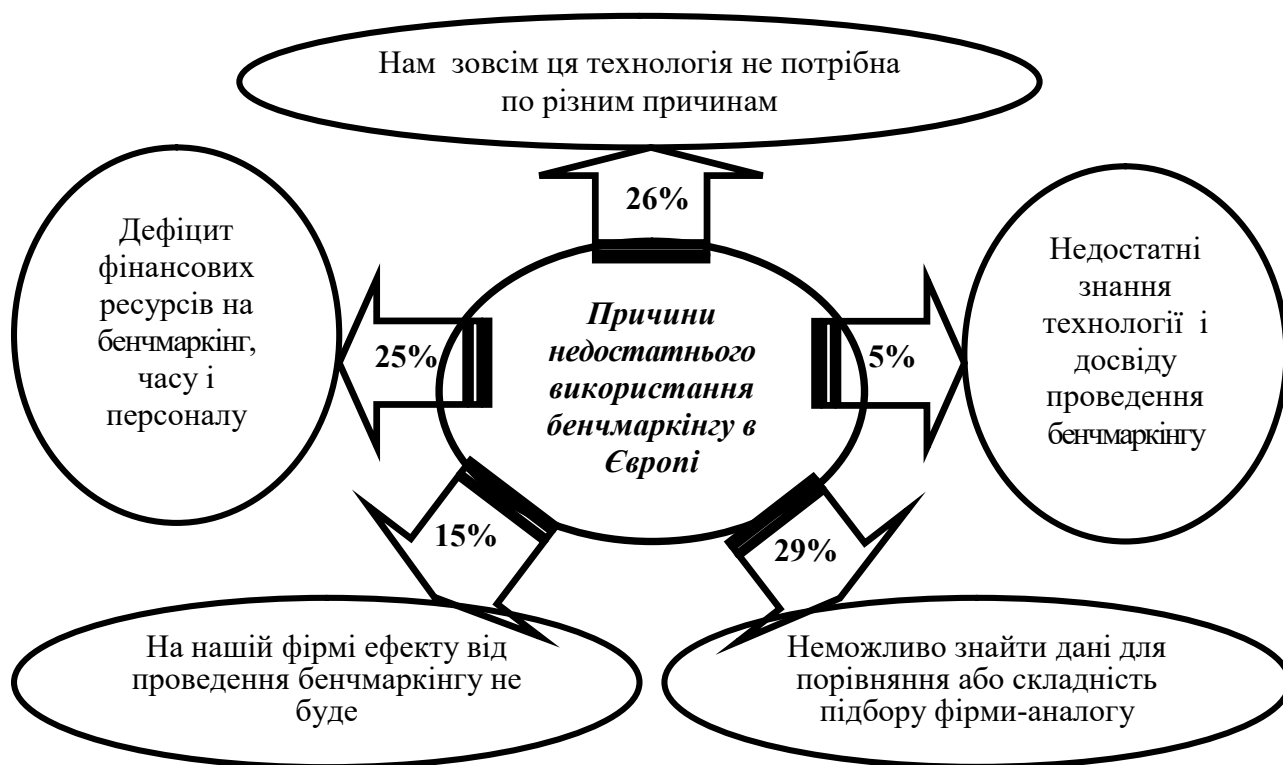 Нам зовсім ця технологія не потрібна
по різним причинам
26%
Дефіцит
фінансових
ресурсів на
бенчмаркінг,
часу і
персоналу
25%
Причини
недостатнього
використання
бенчмаркінгу в
Європі
5%
Недостатні
знання
технології і
досвіду
проведення
бенчмаркінгу
15%
29%
На нашій фірмі ефекту від
проведення бенчмаркінгу не
буде
Неможливо знайти дані для
порівняння або складність
підбору фірми-аналогу